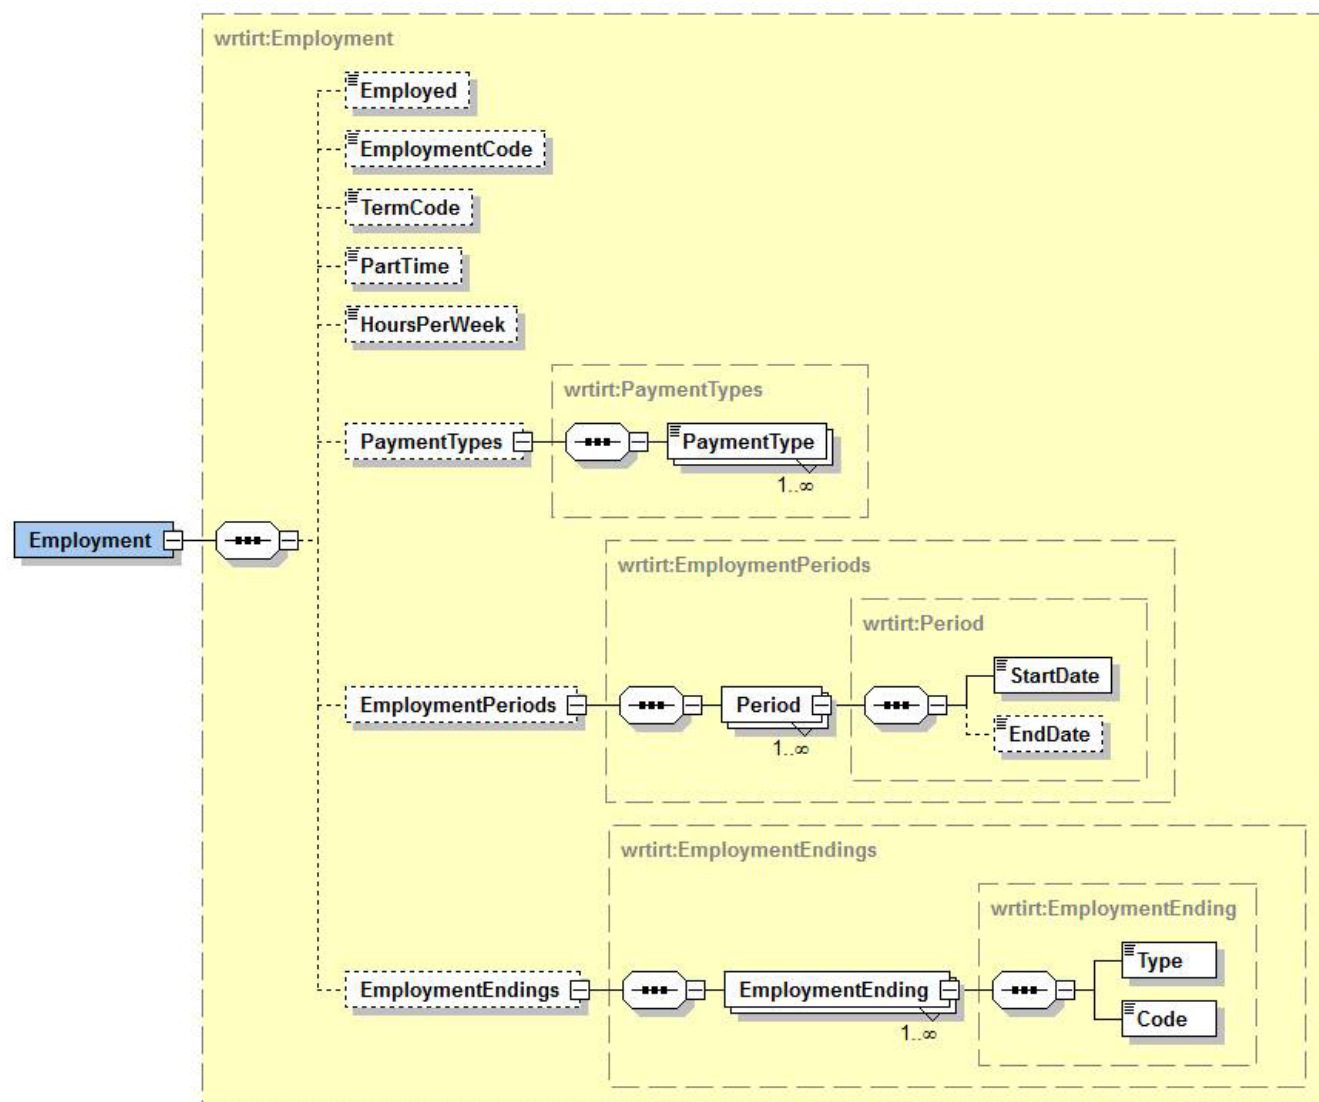 wrtirt:Employment
Employed
EmploymentCode
TermCode
PartTime
HoursPerWeek
wrtirt:PaymentTypes
PaymentTypes
PaymentType
1..∞
Employment
wrtirt:EmploymentPeriods
wrtirt:Period
StartDate
EmploymentPeriods
Period
EndDate
1..∞
wrtirt:EmploymentEndings
wrtirt:EmploymentEnding
Type
EmploymentEndings
EmploymentEnding
Code
1..∞